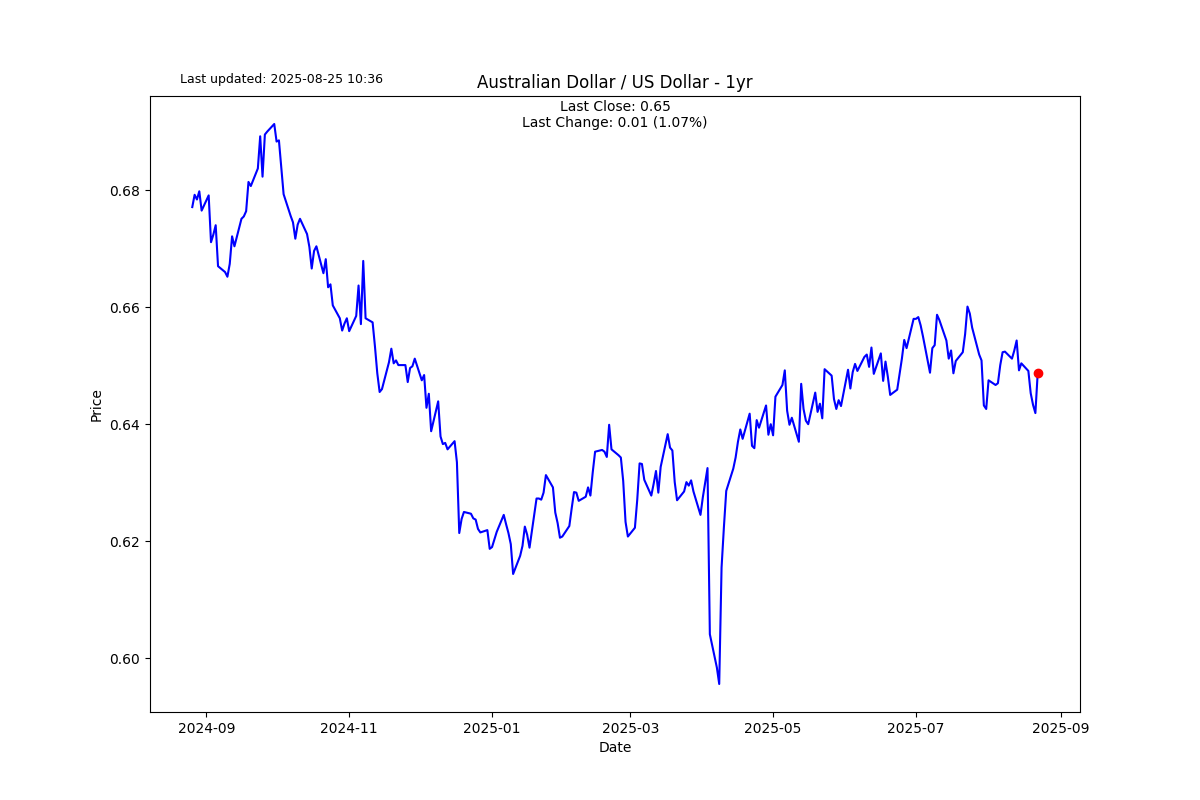 Last updated: 2025-08-25 10:36
Australian Dollar / US Dollar - 1yr
Last Close: 0.65
Last Change: 0.01 (1.07%)
Price
0.68
0.66
0.64
0.62
0.60
2024-09
2024-11
2025-01
2025-03
2025-05
2025-07
2025-09
Date